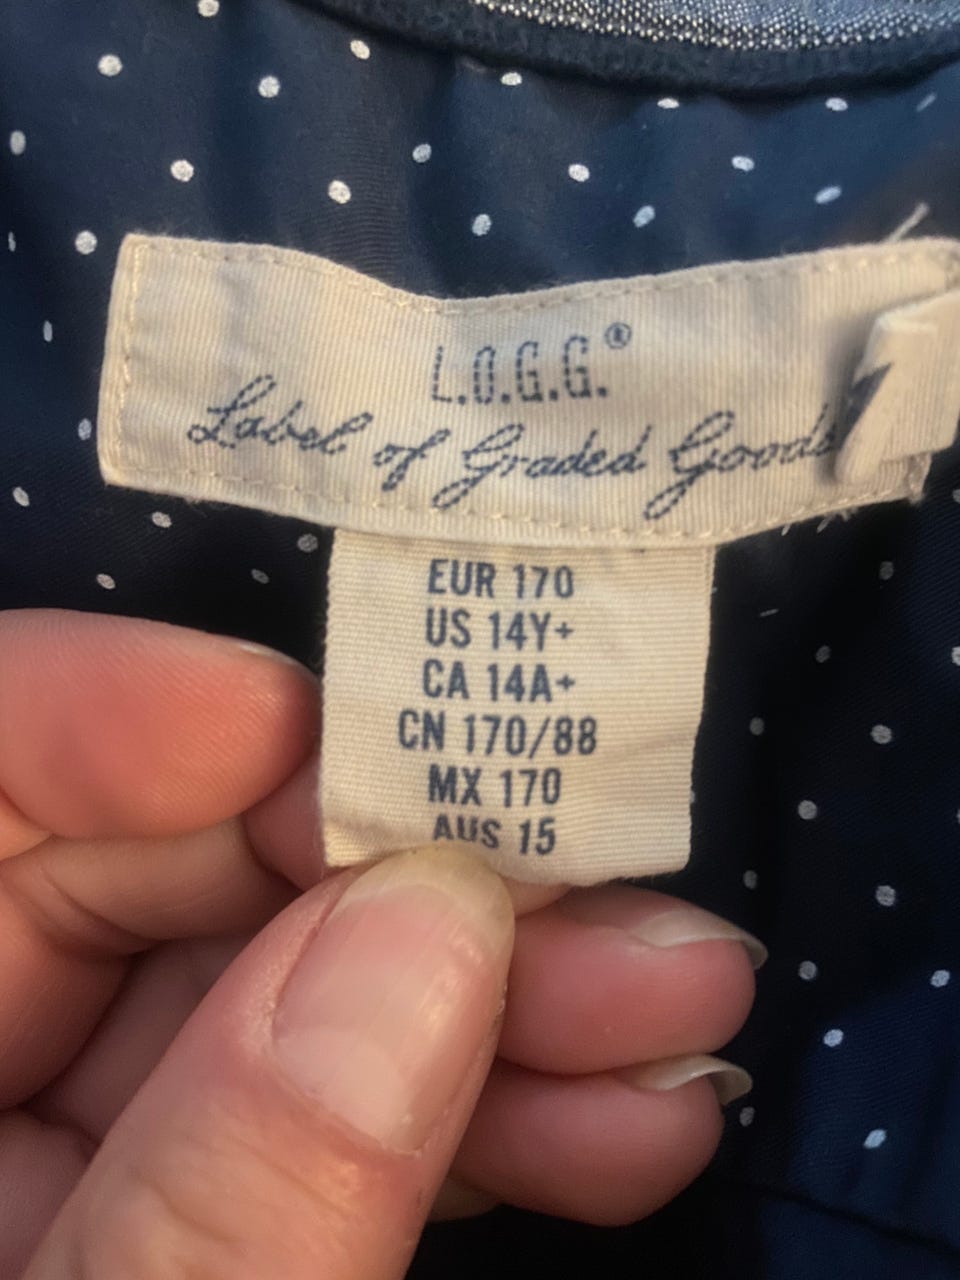 L.O.G.G.®
Label of Graded Goods
EUR 170
US 14Y+
CA 14A+
CN 170/88
MX 170
AUS 15